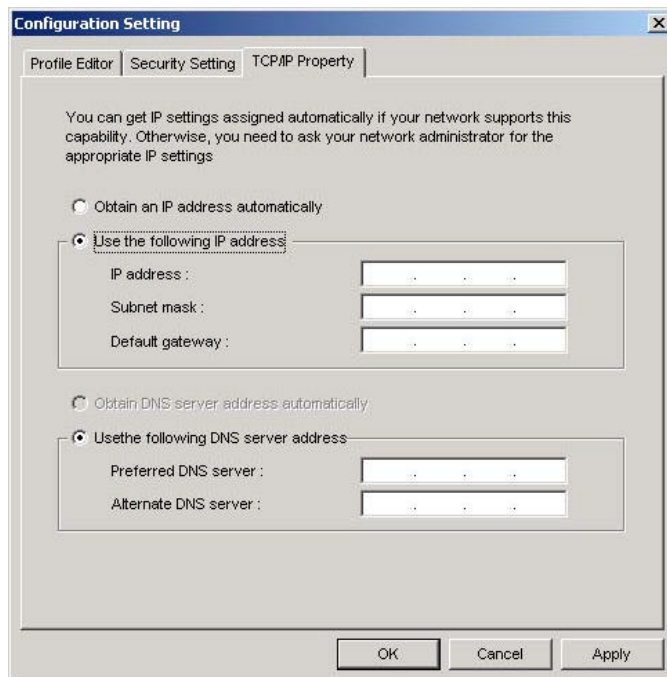 Configuration Setting
Profile Editor Security Setting TCP/IP Property
You can get IP settings assigned automatically if your network supports this
capability. Otherwise, you need to ask your network administrator for the
appropriate IP settings
Obtain an IP address automatically
Use the following IP address
IP address :
Subnet mask :
Default gateway :
Obtain DNS server address automatically
Usethe following DNS server address
Preferred DNS server :
Alternate DNS server :
OK Cancel Apply